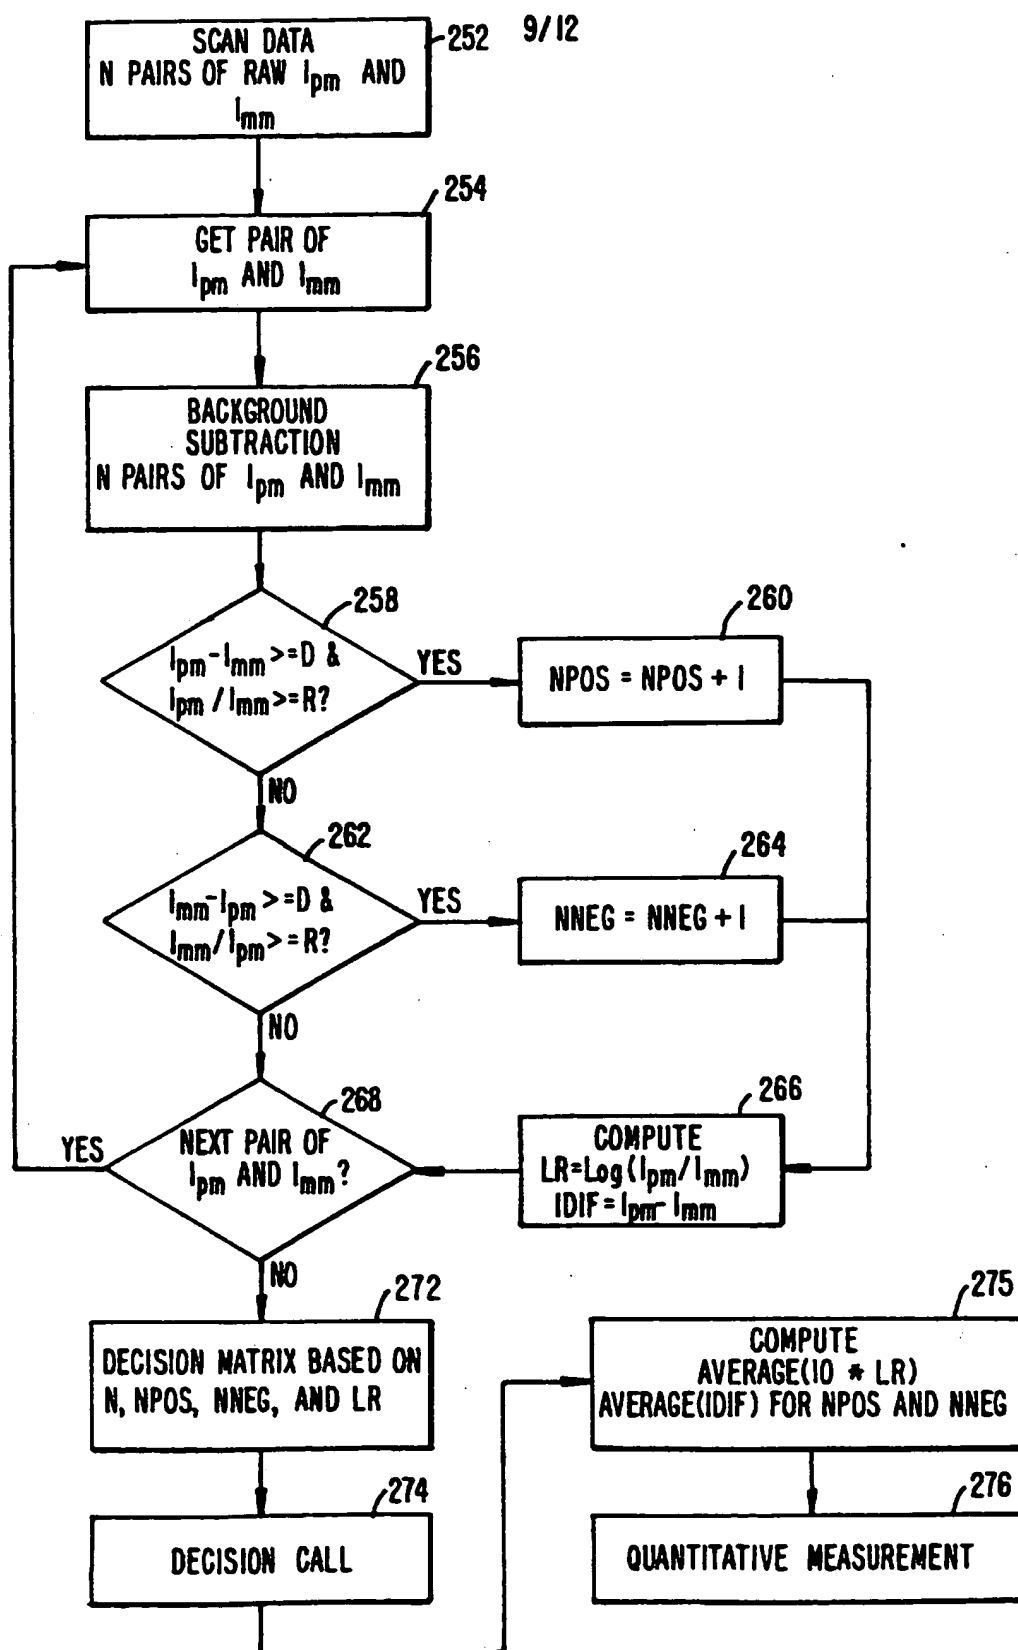 9/12
252
SCAN DATA
N PAIRS OF RAW Ipm AND
Imm
254
GET PAIR OF
Ipm AND Imm
256
BACKGROUND
SUBTRACTION
N PAIRS OF Ipm AND Imm
258
Ipm-Imm >=D &
Ipm / Imm>=R?
YES
260
NPOS = NPOS + 1
NO
262
Imm-Ipm >=D &
Imm/Ipm> =R?
YES
264
NNEG = NNEG + 1
NO
268
YES
NEXT PAIR OF
Ipm AND Imm?
266
COMPUTE
LR=Log(Ipm/Imm)
IDIF=Ipm-Imm
NO
272
DECISION MATRIX BASED ON
N, NPOS, NNEG, AND LR
274
DECISION CALL
275
COMPUTE
AVERAGE(10 * LR)
AVERAGE(IDIF) FOR NPOS AND NNEG
276
QUANTITATIVE MEASUREMENT